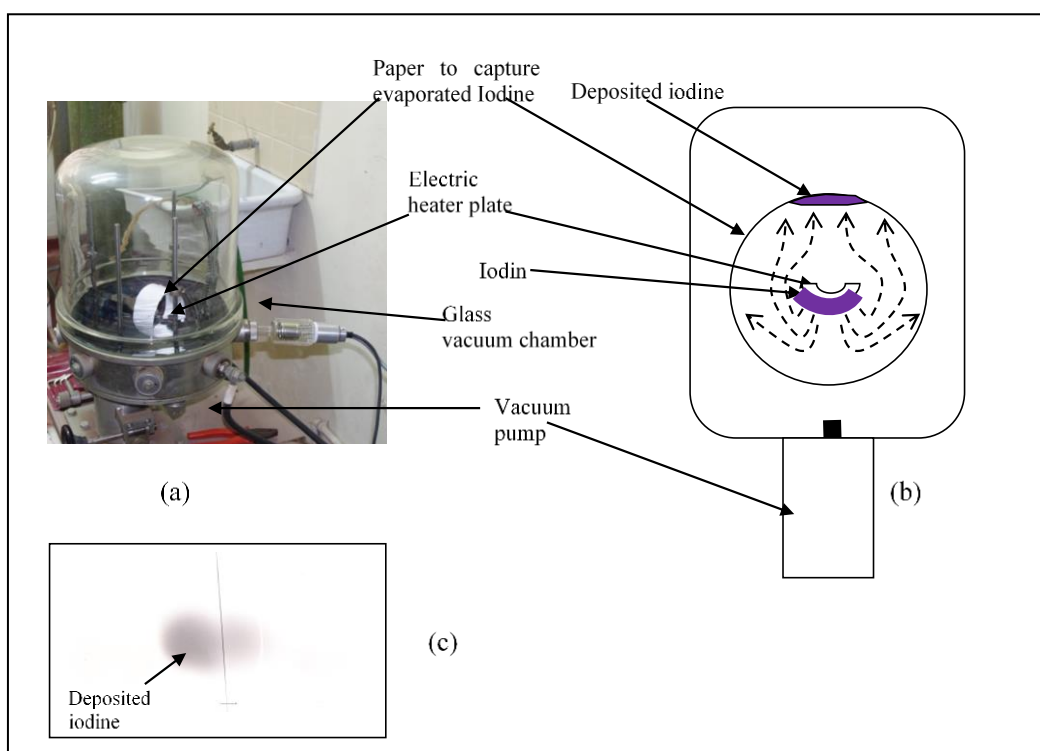 Paper to capture
evaporated Iodine
Deposited iodine
Electric
heater plate
Iodin
Glass
vacuum chamber
Vacuum
pump
(a)
(b)
(c)
Deposited
iodine